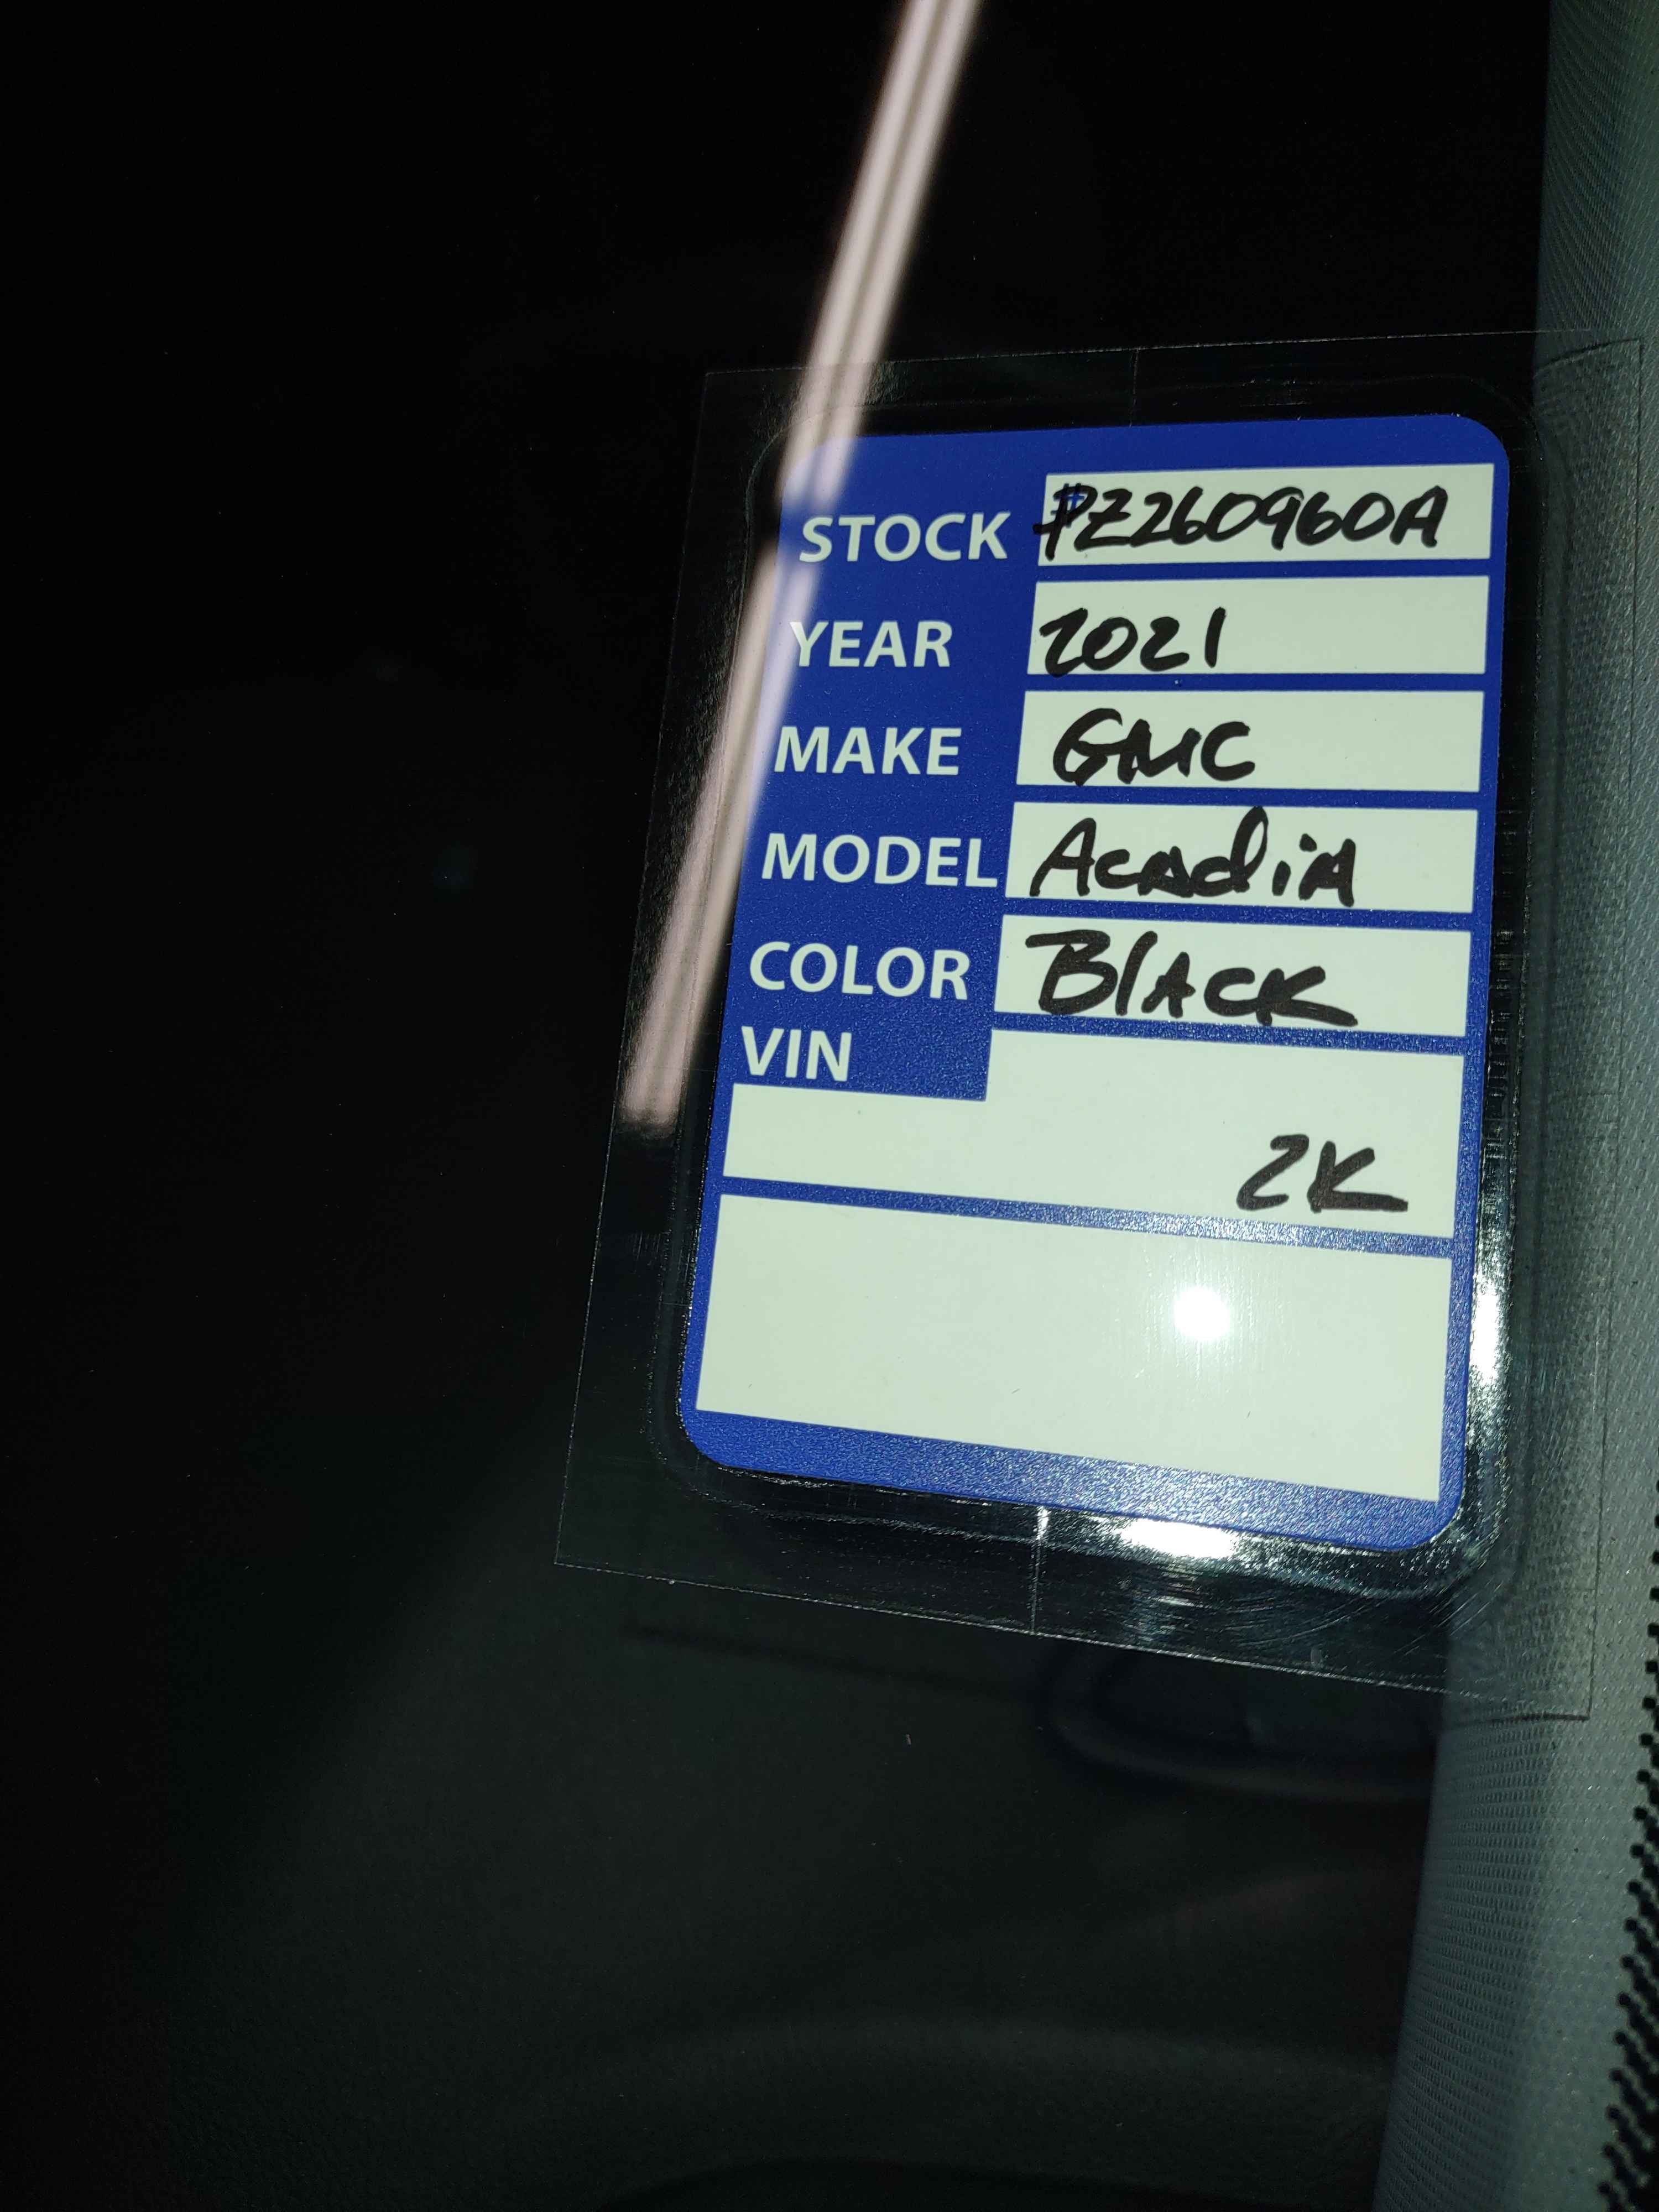 STOCK PZ260960A
YEAR 2021
MAKE GMC
MODEL AcadiA
COLOR BlACK
VIN
2K